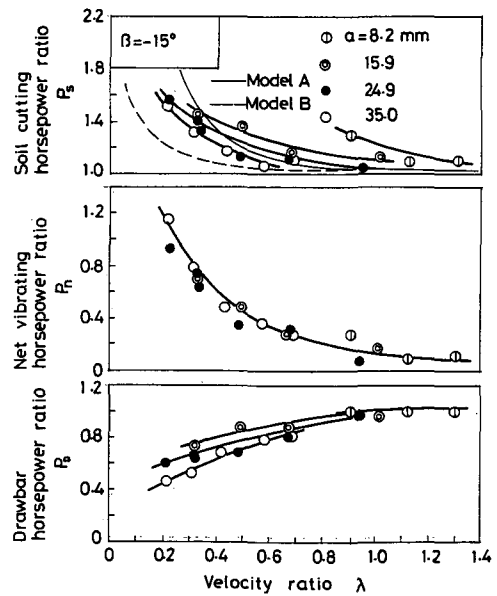 2.2
β=-15°
a=8.2 mm
15.9
24.9
35.0
Model A
Model B
1.8
1.4
1.0
Soil cutting
horsepower ratio
Ps
1.2
0.8
0.4
0
Net vibrating
horsepower ratio
Pn
1.2
0.8
0.4
0
Drawbar
horsepower ratio
PD
0 0.2 0.4 0.6 0.8 1.0 1.2 1.4
Velocity ratio λ